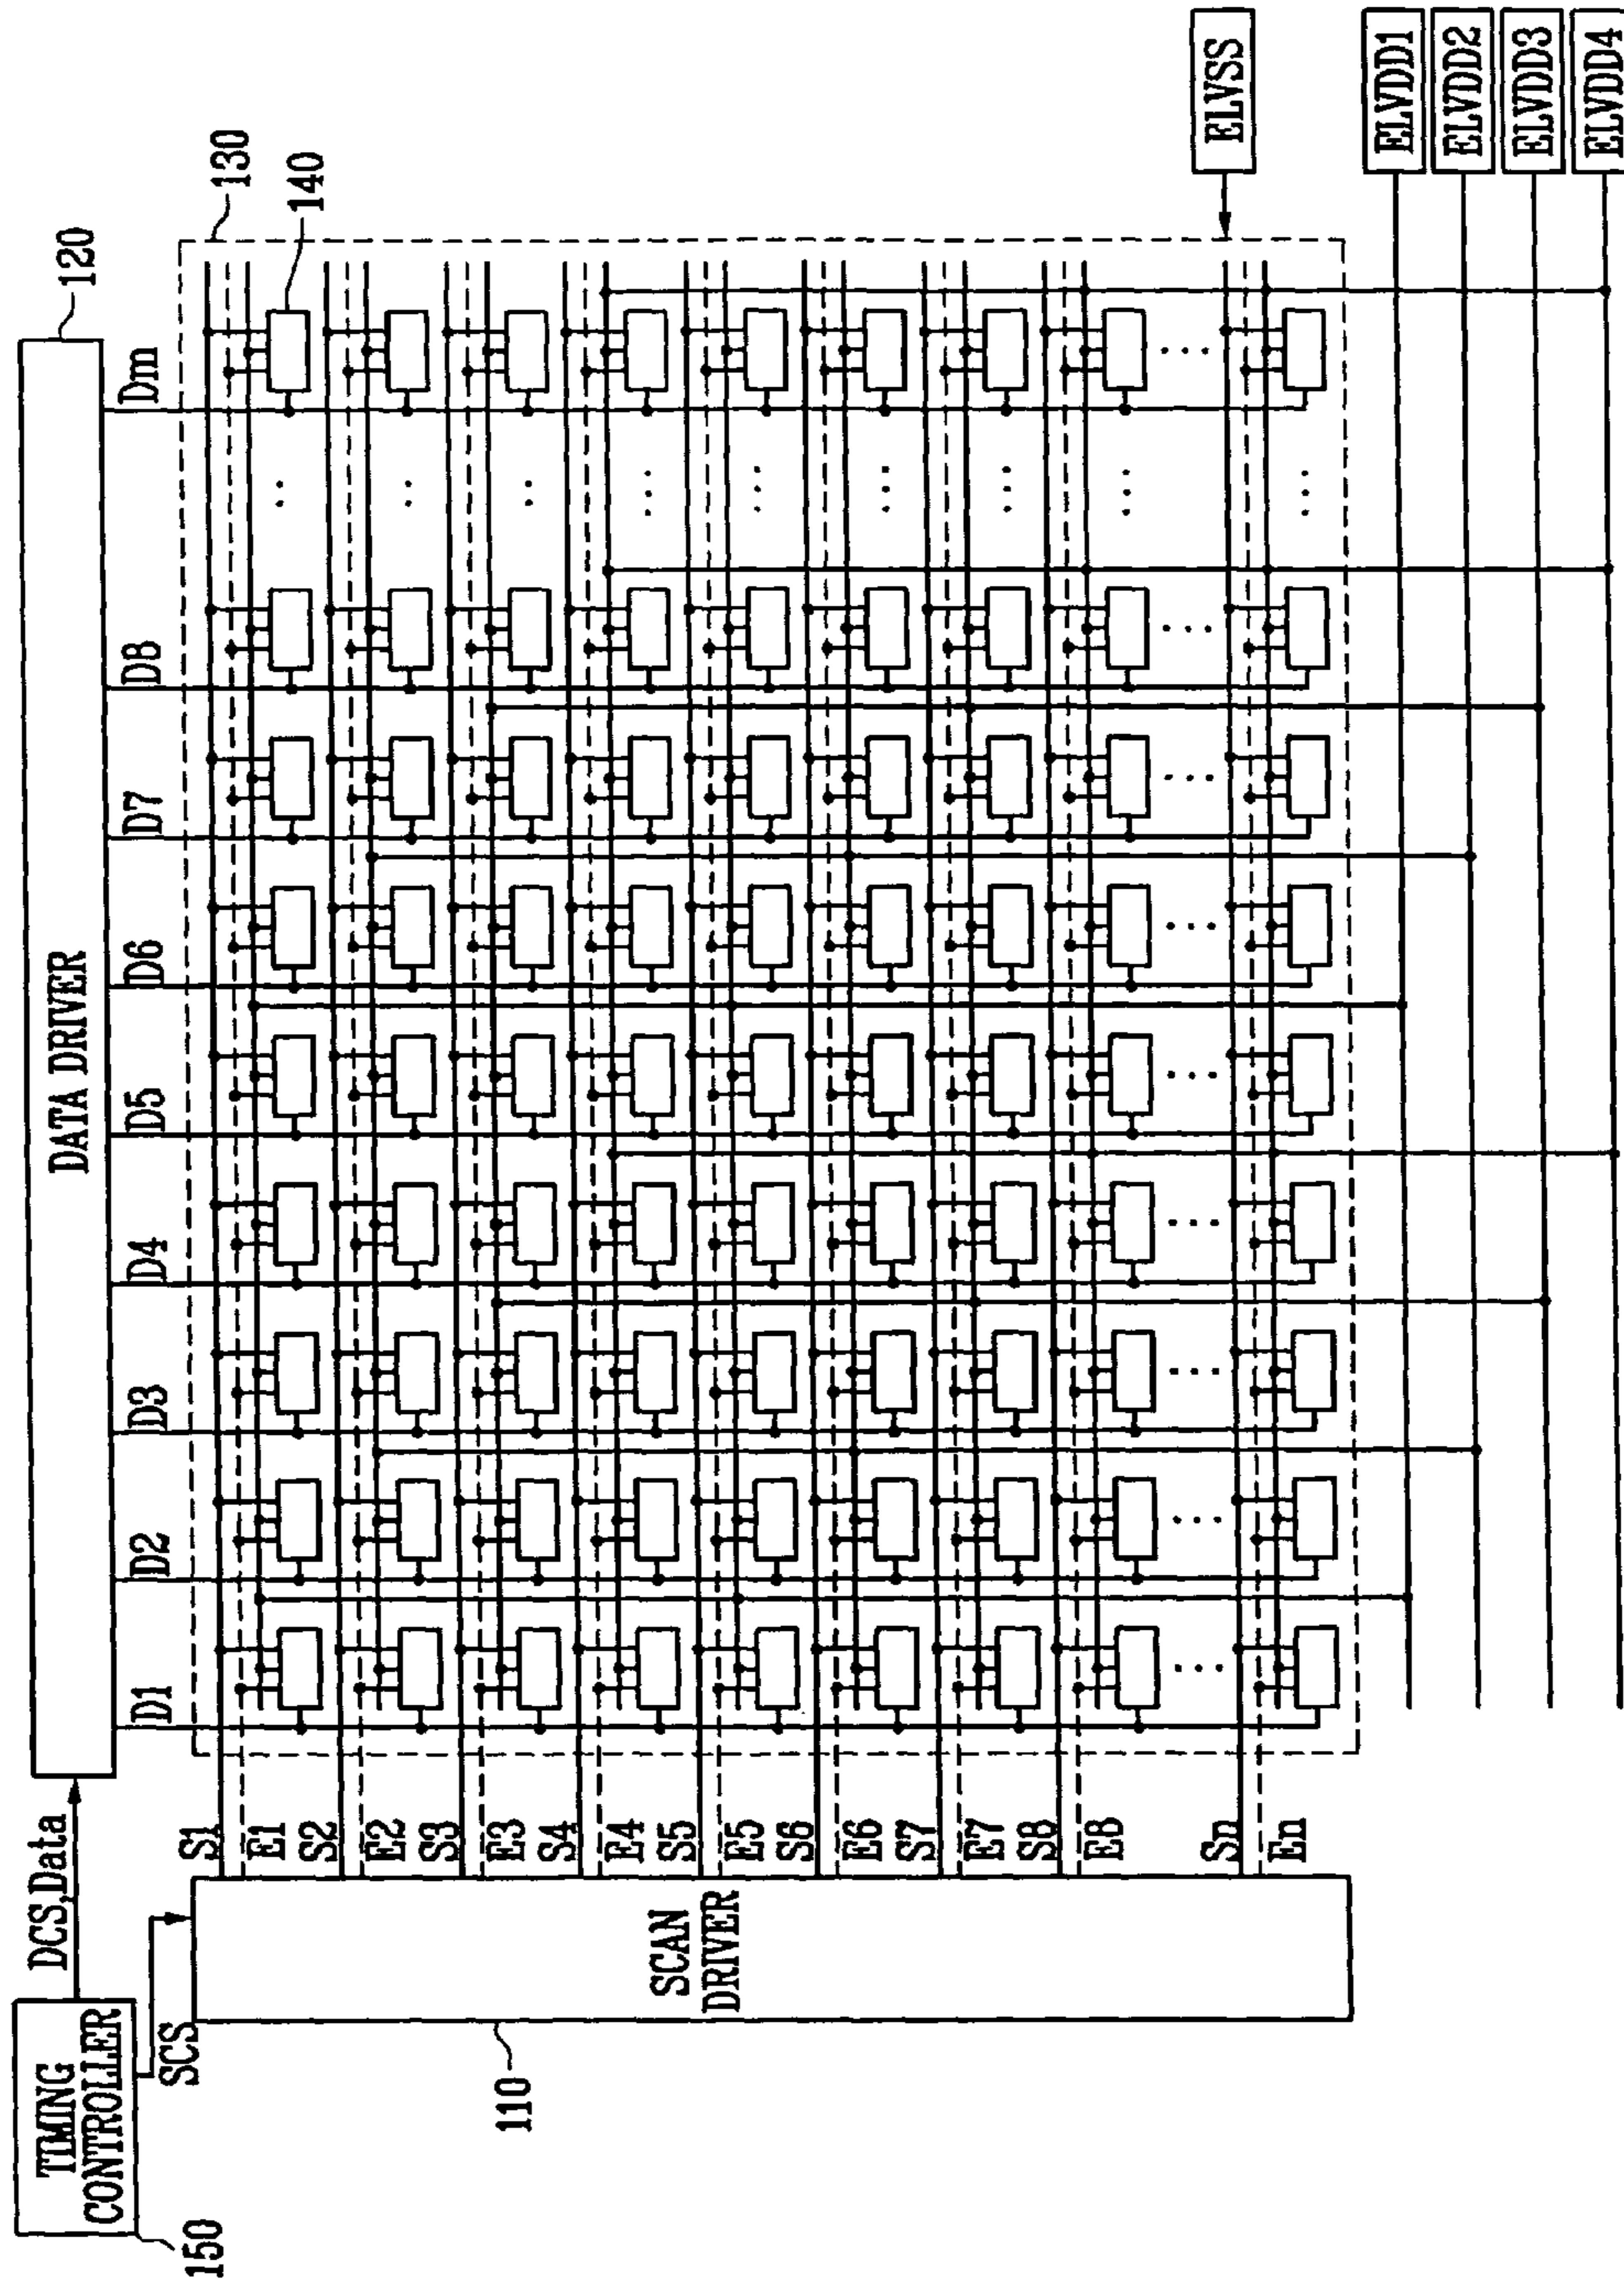 TIMING
CONTROLLER
150
DCS,Data
SCS
DATA DRIVER
120
D1
D2
D3
D4
D5
D6
D7
D8
Dm
130
140
SCAN
DRIVER
110
S1
E1
S2
E2
S3
E3
S4
E4
S5
E5
S6
E6
S7
E7
S8
E8
Sn
En
ELVSS
ELVDD1
ELVDD2
ELVDD3
ELVDD4